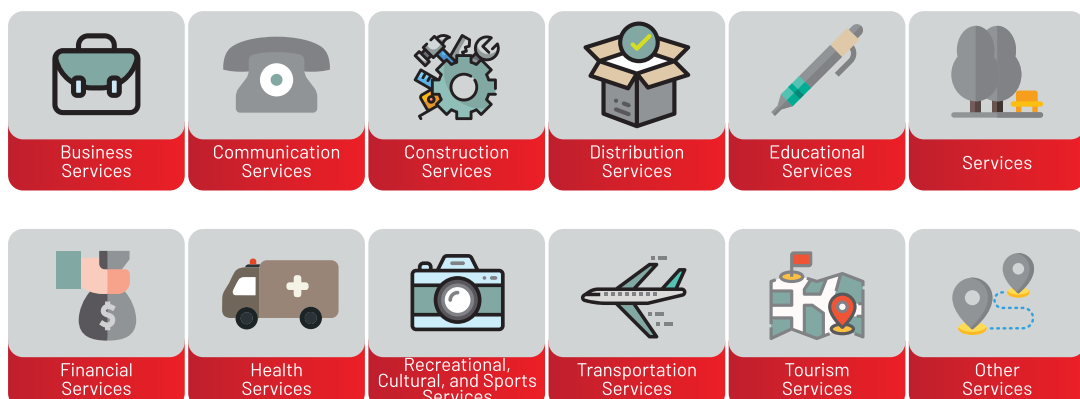 Business
Services
Communication
Services
Construction
Services
Distribution
Services
Educational
Services
Services
$
Financial
Services
Health
Services
Recreational,
Cultural, and Sports
Services
Transportation
Services
Tourism
Services
Other
Services